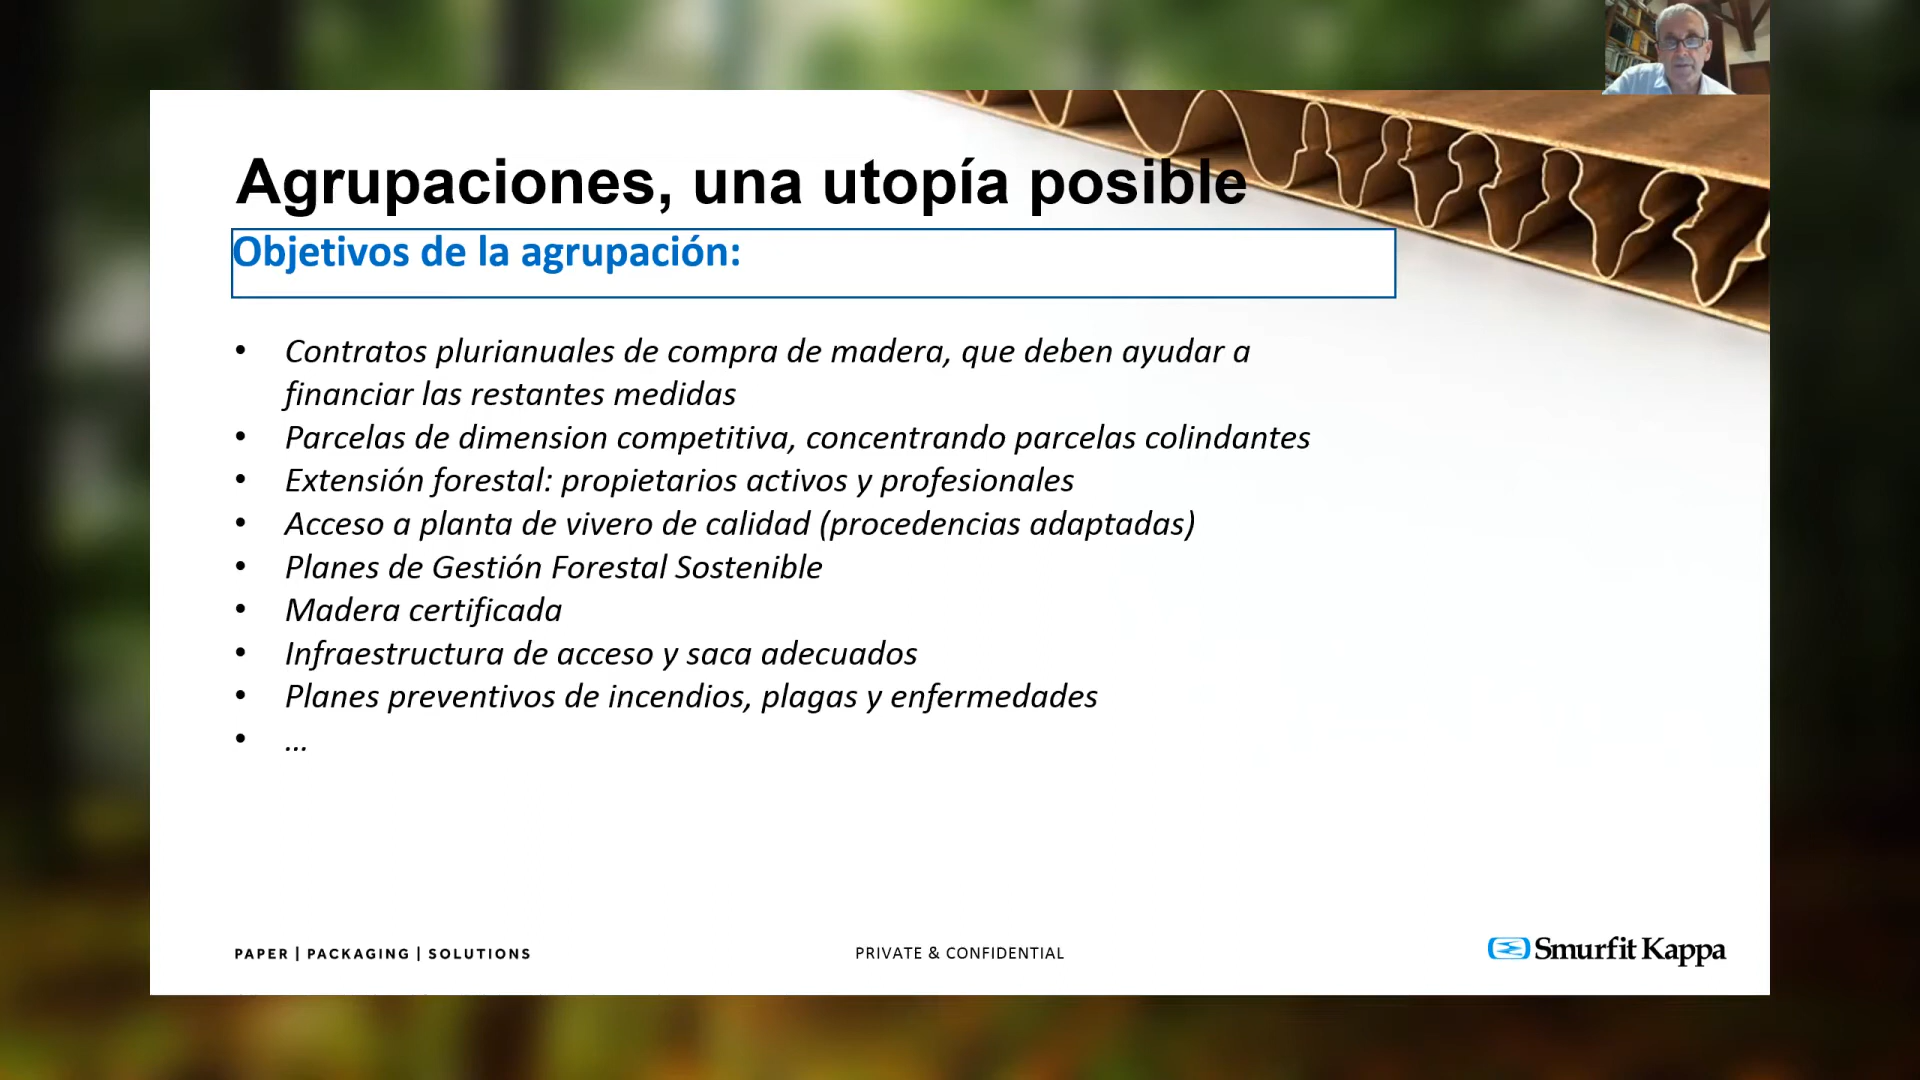 Agrupaciones, una utopía posible
Objetivos de la agrupación:
• Contratos plurianuales de compra de madera, que deben ayudar a
financiar las restantes medidas
• Parcelas de dimension competitiva, concentrando parcelas colindantes
• Extensión forestal: propietarios activos y profesionales
• Acceso a planta de vivero de calidad (procedencias adaptadas)
• Planes de Gestión Forestal Sostenible
• Madera certificada
• Infraestructura de acceso y saca adecuados
• Planes preventivos de incendios, plagas y enfermedades
• …
PAPER | PACKAGING | SOLUTIONS
PRIVATE & CONFIDENTIAL
Smurfit Kappa